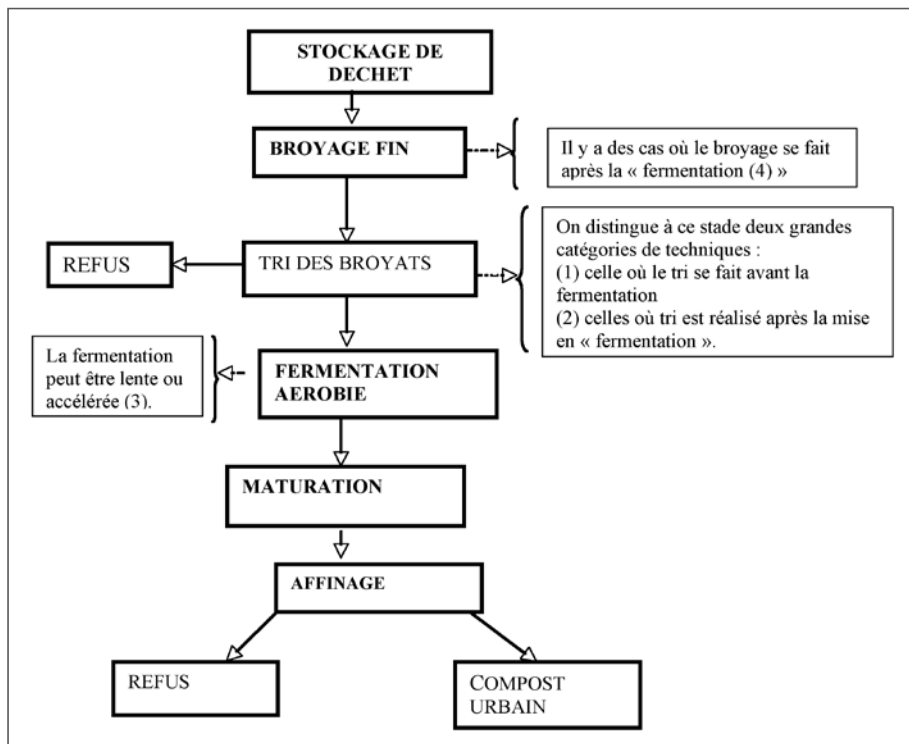 STOCKAGE DE
DECHET
BROYAGE FIN
Il y a des cas où le broyage se fait
après la « fermentation (4) »
On distingue à ce stade deux grandes
catégories de techniques :
(1) celle où le tri se fait avant la
fermentation
(2) celles où tri est réalisé après la mise
en « fermentation ».
REFUS
TRI DES BROYATS
La fermentation
peut être lente ou
accélérée (3).
FERMENTATION
AEROBIE
MATURATION
AFFINAGE
REFUS
COMPOST
URBAIN